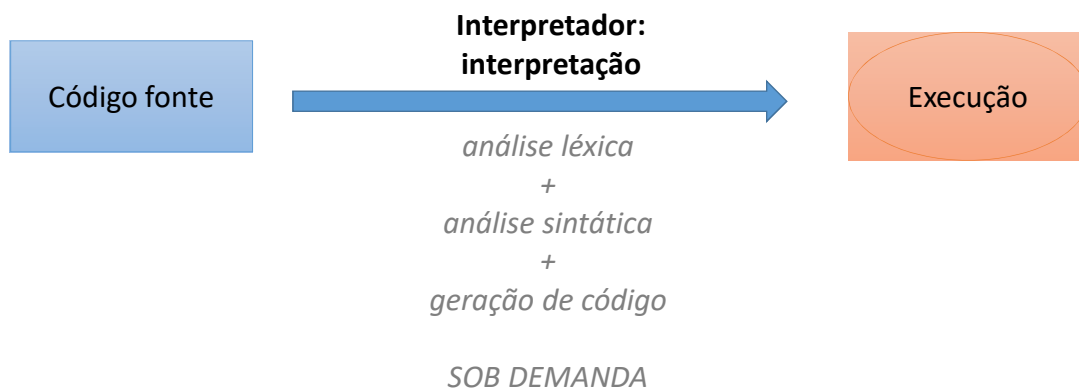 Interpretador:
interpretação
Código fonte
Execução
análise léxica
+
análise sintática
+
geração de código
SOB DEMANDA